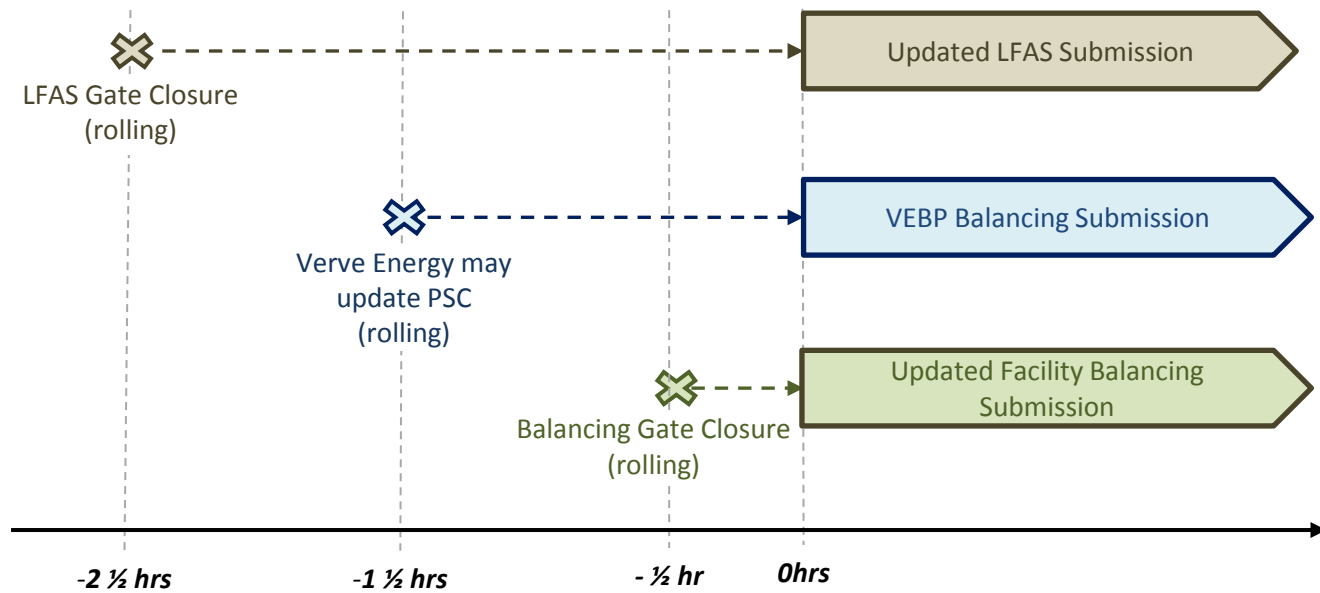 Updated LFAS Submission
LFAS Gate Closure
(rolling)
VEBP Balancing Submission
Verve Energy may
update PSC
(rolling)
Updated Facility Balancing
Submission
Balancing Gate Closure
(rolling)
-2 ½ hrs
-1 ½ hrs
- ½ hr
0hrs